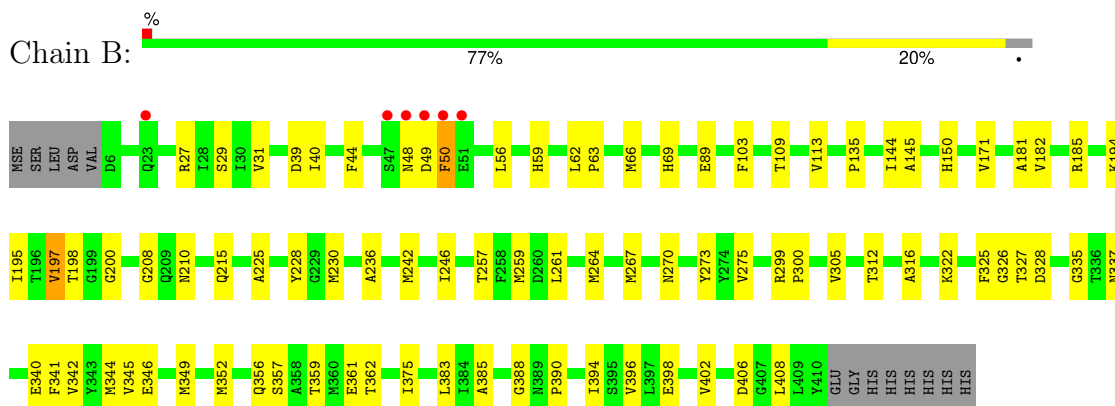 %
Chain B:
77% 20% •
MSE SER LEU ASP VAL D6 Q23 R27 I28 S29 I30 V31 D39 I40 F44 S47 N48 D49 F50 E51 L56 H59 L62 P63 M66 H69 E89 F103 T109 V113 P135 I144 A145 H150 V171 A181 V182 R185 K194
I195 T196 V197 T198 G199 G200 G208 Q209 N210 Q215 A225 Y228 G229 M230 A236 M242 I246 T257 F258 M259 D260 L261 M264 M267 N270 Y273 Y274 V275 R299 P300 V305 T312 A316 K322 F325 G326 T327 D328 G335 T336 N337
E340 F341 V342 Y343 M344 V345 E346 M349 M352 Q356 S357 A358 T359 M360 E361 T362 I375 L383 I384 A385 G388 N389 P390 I394 S395 V396 L397 E398 V402 D406 G407 L408 L409 Y410 GLU GLY HIS HIS HIS HIS HIS HIS